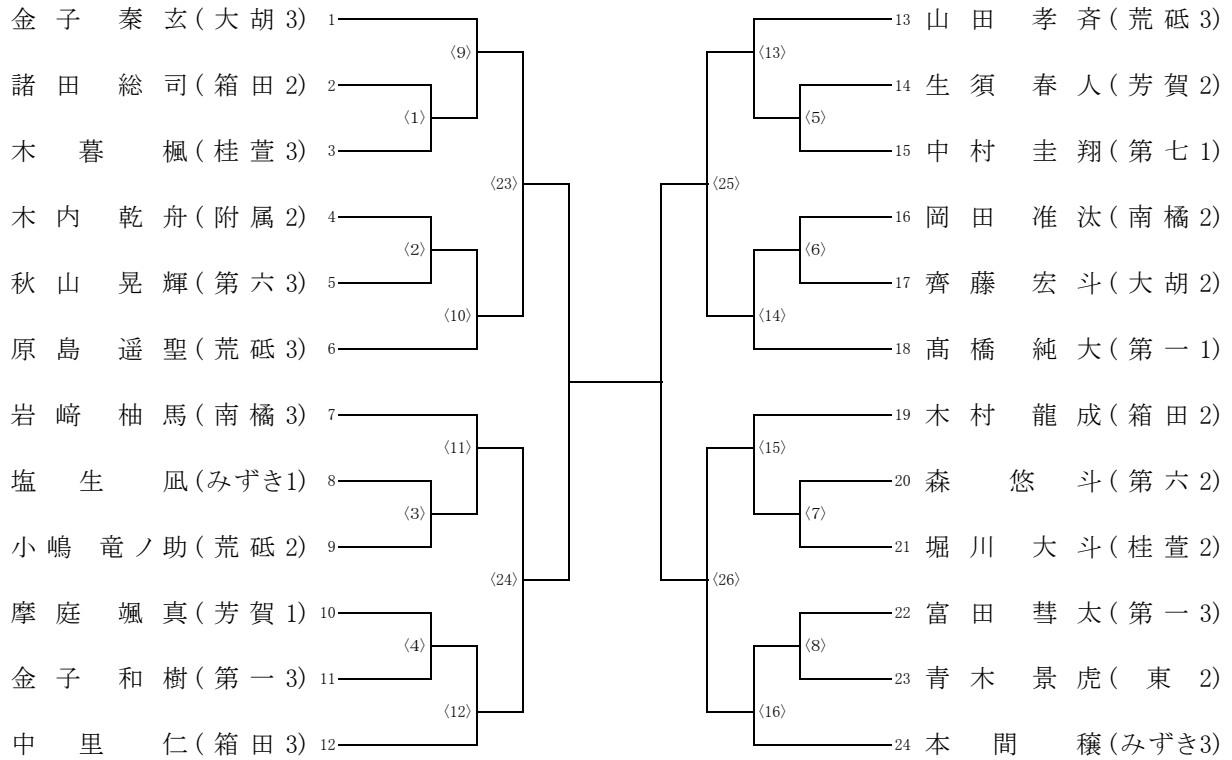 金子 秦玄(大胡3) 1
〈9〉
諸田 総司(箱田2) 2
〈1〉
木暮 楓(桂萱3) 3
〈23〉
木内 乾舟(附属2) 4
〈2〉
秋山 晃輝(第六3) 5
〈10〉
原島 遥聖(荒砥3) 6
岩﨑 柚馬(南橘3) 7
〈11〉
塩生 凪(みずき1) 8
〈3〉
小嶋 竜ノ助(荒砥2) 9
〈24〉
摩庭 颯真(芳賀1) 10
〈4〉
金子 和樹(第一3) 11
〈12〉
中里 仁(箱田3) 12
13 山田 孝斉(荒砥3)
〈13〉
14 生須 春人(芳賀2)
〈5〉
15 中村 圭翔(第七1)
〈25〉
16 岡田 准汰(南橘2)
〈6〉
17 齊藤 宏斗(大胡2)
〈14〉
18 髙橋 純大(第一1)
19 木村 龍成(箱田2)
〈15〉
20 森 悠斗(第六2)
〈7〉
21 堀川 大斗(桂萱2)
〈26〉
22 富田 彗太(第一3)
〈8〉
23 青木 景虎(東2)
〈16〉
24 本間 穣(みずき3)